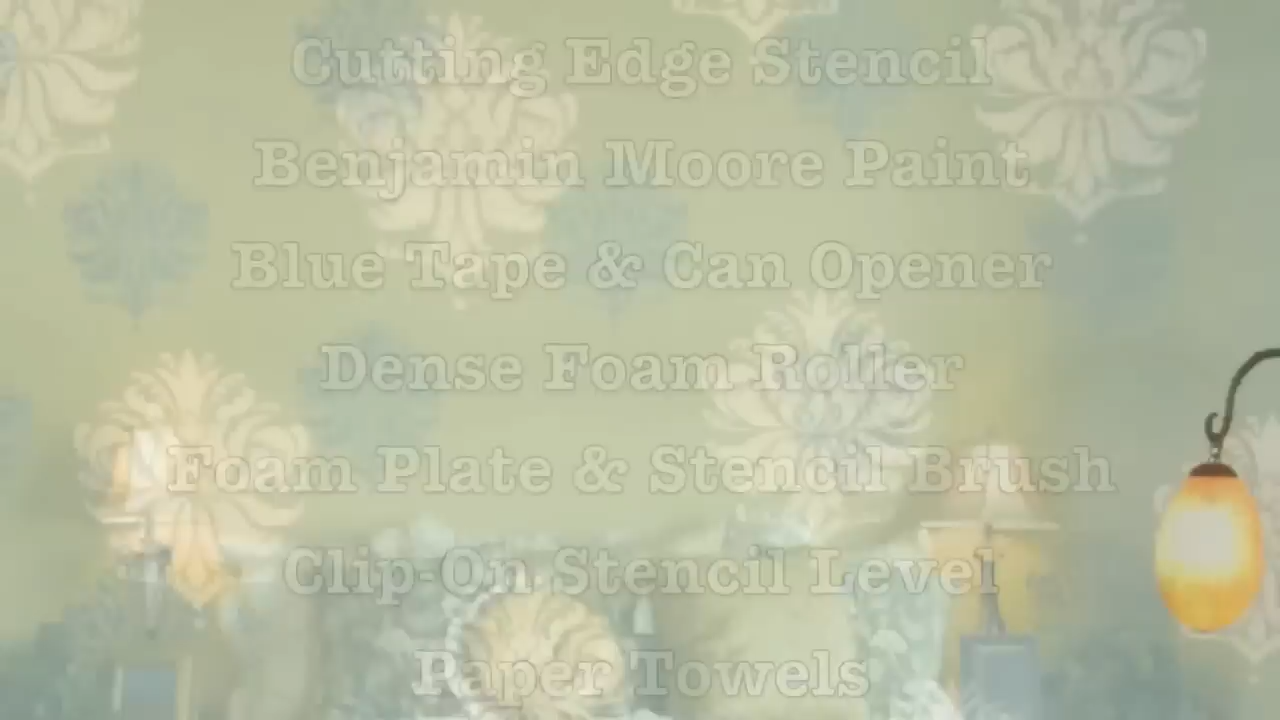 Cutting Edge Stencil
Benjamin Moore Paint
Blue Tape & Can Opener
Dense Foam Roller
Foam Plate & Stencil Brush
Clip-On Stencil Level
Paper Towels